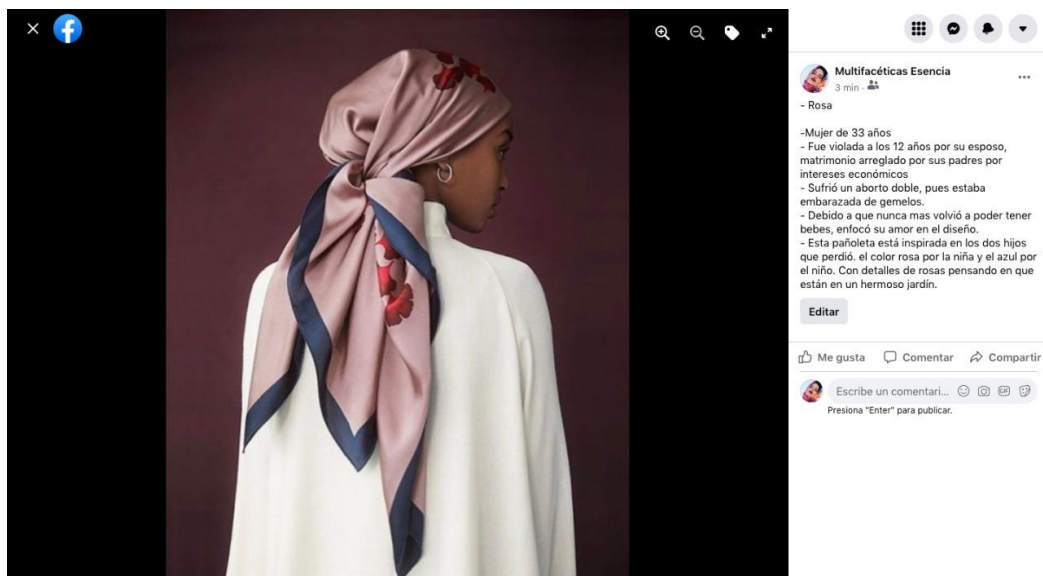 Multifacéticas Esencia
3 min ·
- Rosa
-Mujer de 33 años
- Fue violada a los 12 años por su esposo,
matrimonio arreglado por sus padres por
intereses económicos
- Sufrió un aborto doble, pues estaba
embarazada de gemelos.
- Debido a que nunca mas volvió a poder tener
bebes, enfocó su amor en el diseño.
- Esta pañoleta está inspirada en los dos hijos
que perdió. el color rosa por la niña y el azul por
el niño. Con detalles de rosas pensando en que
están en un hermoso jardín.
Editar
Me gusta Comentar Compartir
Escribe un comentari... GIF
Presiona "Enter" para publicar.